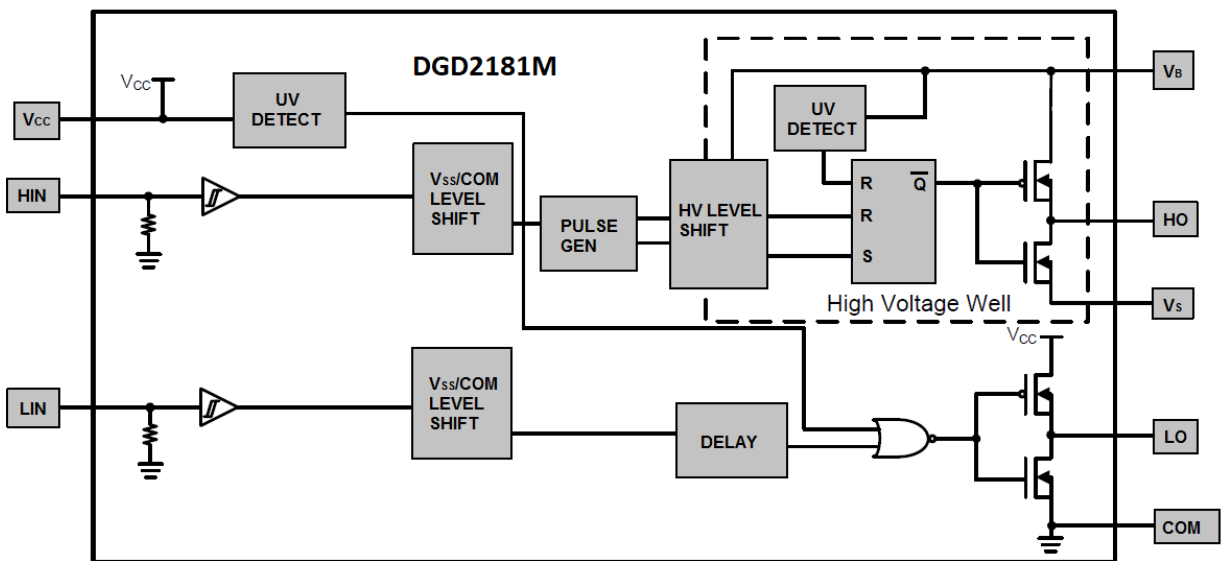 DGD2181M
VCC
VCC
UV
DETECT
VB
UV
DETECT
HIN
VSS/COM
LEVEL
SHIFT
PULSE
GEN
HV LEVEL
SHIFT
R
Q
R
S
HO
High Voltage Well
VS
VCC
LIN
VSS/COM
LEVEL
SHIFT
DELAY
LO
COM